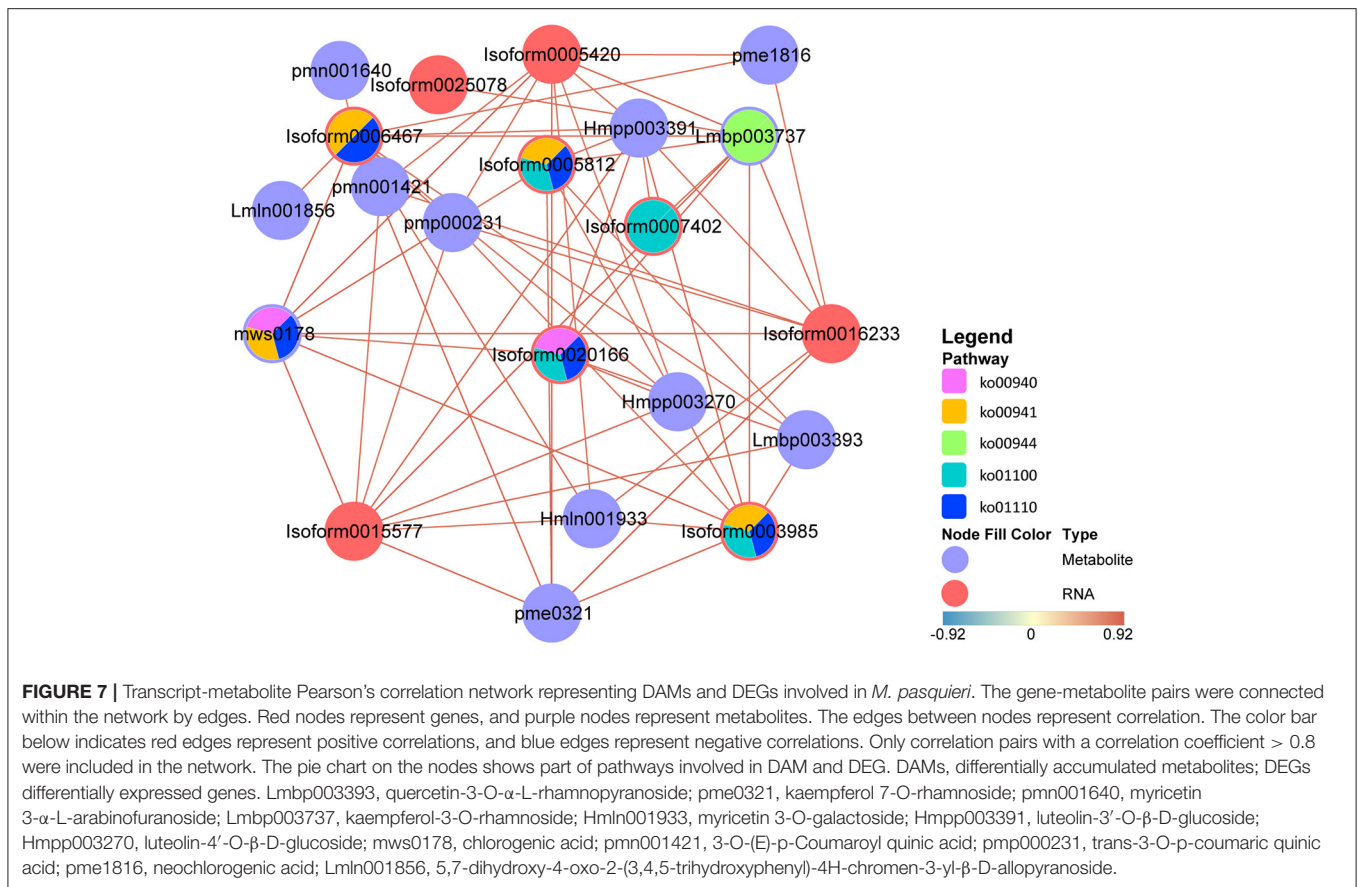 Isoform0005420
pme1816
pmn001640
Isoform0025078
Isoform0006467
Hmpp003391
Lmbp003737
Isoform0005812
pmn001421
Lmln001856
pmp000231
Isoform0007402
mws0178
Isoform0016233
Isoform0020166
Hmpp003270
Lmbp003393
Isoform0015577
Hmln001933
Isoform0003985
pme0321
Legend
Pathway
ko00940
ko00941
ko00944
ko01100
ko01110
Node Fill Color Type
Metabolite
RNA
-0.92 0 0.92
FIGURE 7 | Transcript-metabolite Pearson's correlation network representing DAMs and DEGs involved in M. pasquieri. The gene-metabolite pairs were connected
within the network by edges. Red nodes represent genes, and purple nodes represent metabolites. The edges between nodes represent correlation. The color bar
below indicates red edges represent positive correlations, and blue edges represent negative correlations. Only correlation pairs with a correlation coefficient > 0.8
were included in the network. The pie chart on the nodes shows part of pathways involved in DAM and DEG. DAMs, differentially accumulated metabolites; DEGs
differentially expressed genes. Lmbp003393, quercetin-3-O-α-L-rhamnopyranoside; pme0321, kaempferol 7-O-rhamnoside; pmn001640, myricetin
3-α-L-arabinofuranoside; Lmbp003737, kaempferol-3-O-rhamnoside; Hmln001933, myricetin 3-O-galactoside; Hmpp003391, luteolin-3′-O-β-D-glucoside;
Hmpp003270, luteolin-4′-O-β-D-glucoside; mws0178, chlorogenic acid; pmn001421, 3-O-(E)-p-Coumaroyl quinic acid; pmp000231, trans-3-O-p-coumaric quinic
acid; pme1816, neochlorogenic acid; Lmln001856, 5,7-dihydroxy-4-oxo-2-(3,4,5-trihydroxyphenyl)-4H-chromen-3-yl-β-D-allopyranoside.